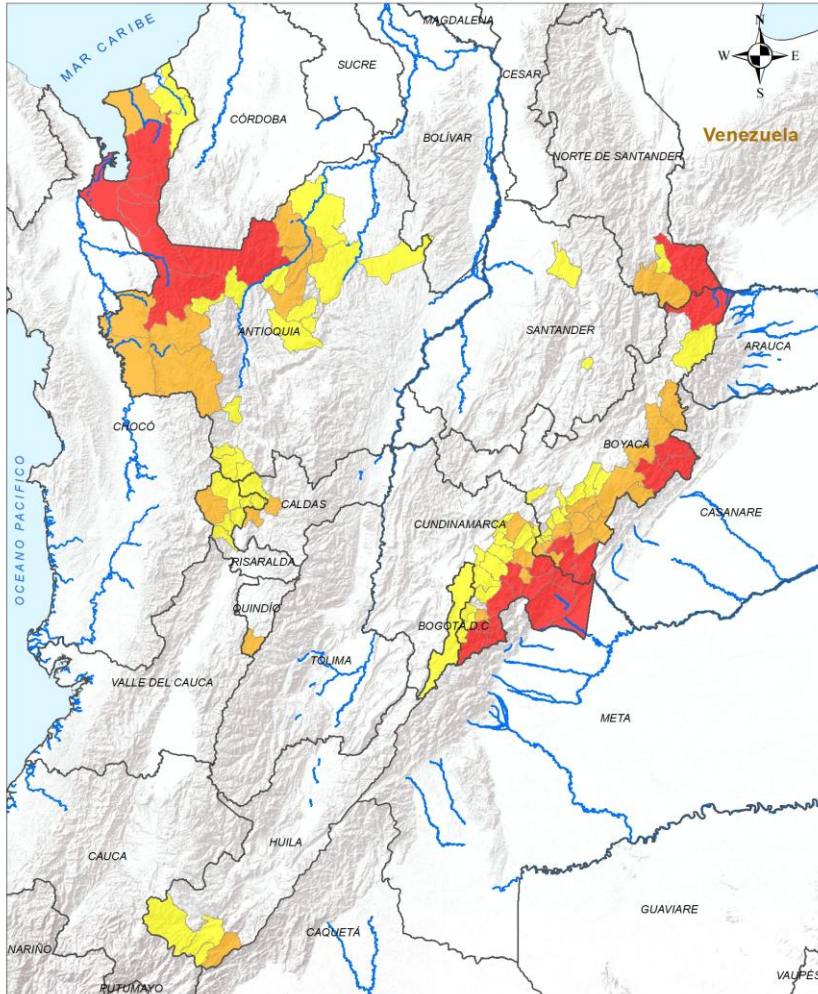 MAGDALENA
N
W E
S
MAR CARIBE
SUCRE
CESAR
CÓRDOBA
BOLÍVAR
Venezuela
NORTE DE SANTANDER
ANTIOQUIA
SANTANDER
ARAUCA
CHOCÓ
BOYACÁ
OCEANO PACIFICO
CALDAS
CUNDINAMARCA
CASANARE
RISARALDA
QUINDÍO
BOGOTÁ D.C
TOLIMA
VALLE DEL CAUCA
META
HUILA
CAUCA
GUAVIARE
NARIÑO
CAQUETÁ
PUTUMAYO
VAUPÉS